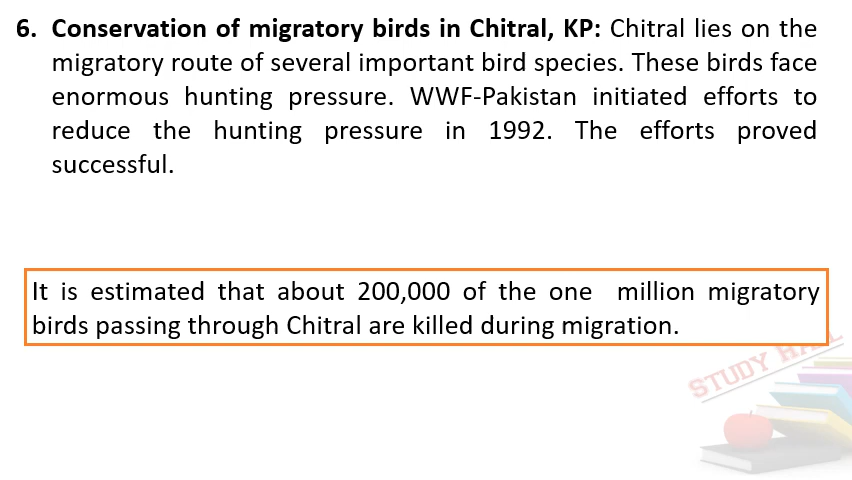 6. Conservation of migratory birds in Chitral, KP: Chitral lies on the
migratory route of several important bird species. These birds face
enormous hunting pressure. WWF-Pakistan initiated efforts to
reduce the hunting pressure in 1992. The efforts proved
successful.
It is estimated that about 200,000 of the one million migratory
birds passing through Chitral are killed during migration.
STUDY HALL